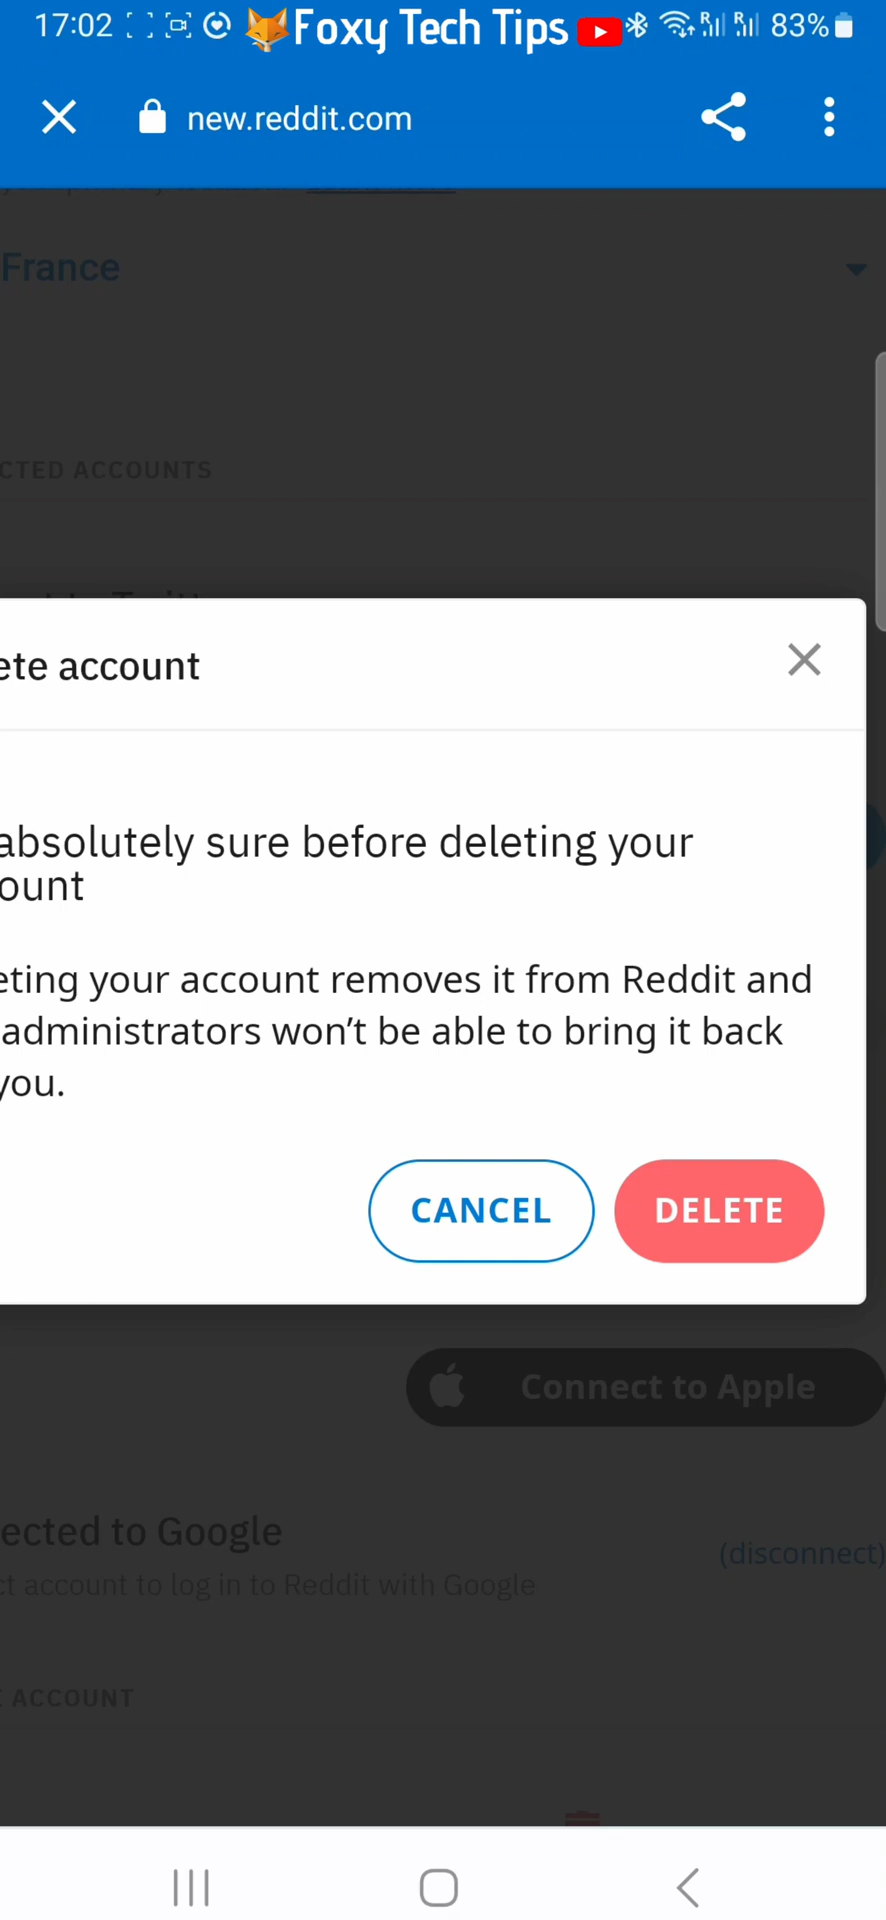 17:02 Foxy Tech Tips 83%
new.reddit.com
France
CTED ACCOUNTS
ete account
absolutely sure before deleting your
ount
eting your account removes it from Reddit and
administrators won’t be able to bring it back
you.
CANCEL DELETE
Connect to Apple
ected to Google
(disconnect)
ct account to log in to Reddit with Google
ACCOUNT